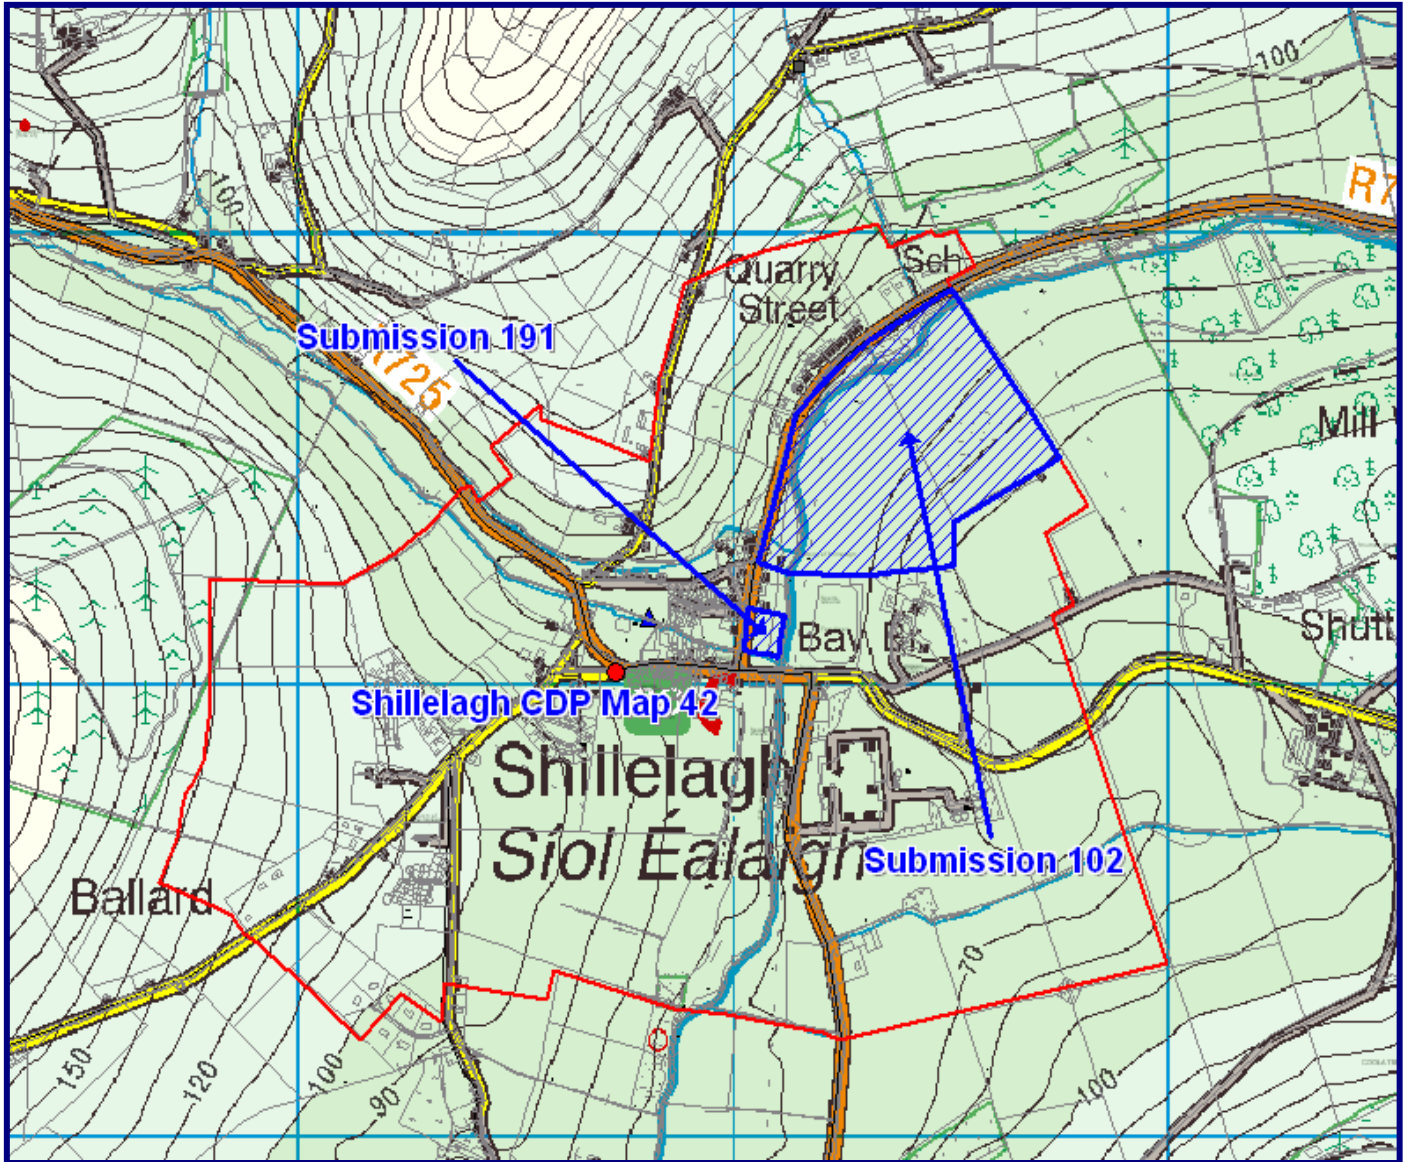 100
R7
100
Sch
Quarry
Street
Submission 191
R725
Mill
Shutt
Bay
Shillelagh CDP Map 42
Shillelagh
Síol Éalaigh
Submission 102
Ballard
70
150
120
100
90
100